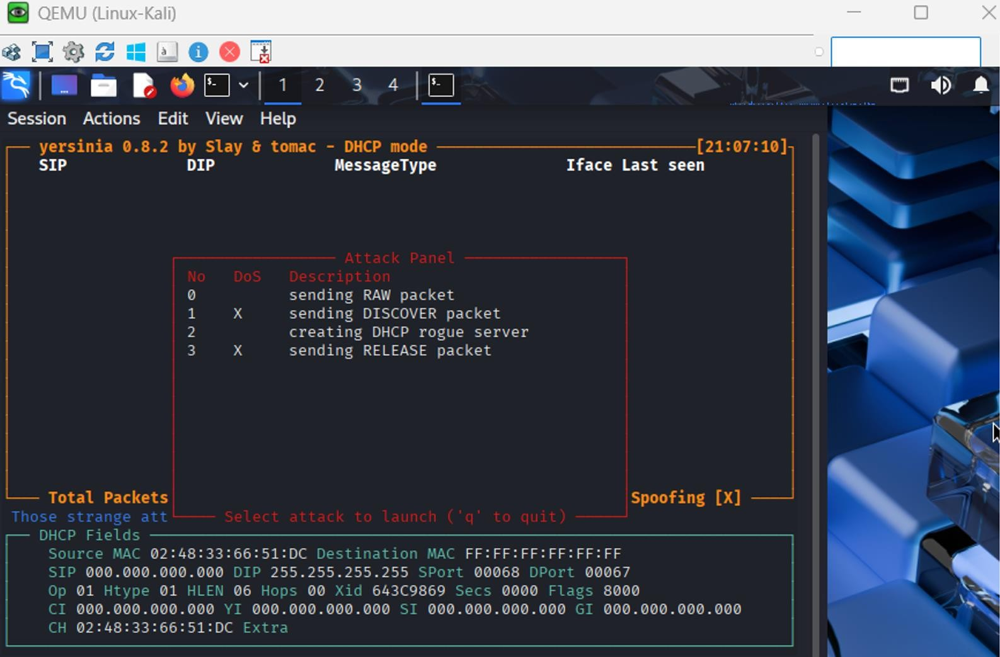 QEMU (Linux-Kali)
1 2 3 4
Session Actions Edit View Help
yersinia 0.8.2 by Slay & tomac - DHCP mode [21:07:10]
SIP DIP MessageType Iface Last seen
Attack Panel
No DoS Description
0 sending RAW packet
1 X sending DISCOVER packet
2 creating DHCP rogue server
3 X sending RELEASE packet
Total Packets Spoofing [X]
Those strange att Select attack to launch ('q' to quit)
DHCP Fields
Source MAC 02:48:33:66:51:DC Destination MAC FF:FF:FF:FF:FF:FF
SIP 000.000.000.000 DIP 255.255.255.255 SPort 00068 DPort 00067
Op 01 Htype 01 HLEN 06 Hops 00 Xid 643C9869 Secs 0000 Flags 8000
CI 000.000.000.000 YI 000.000.000.000 SI 000.000.000.000 GI 000.000.000.000
CH 02:48:33:66:51:DC Extra